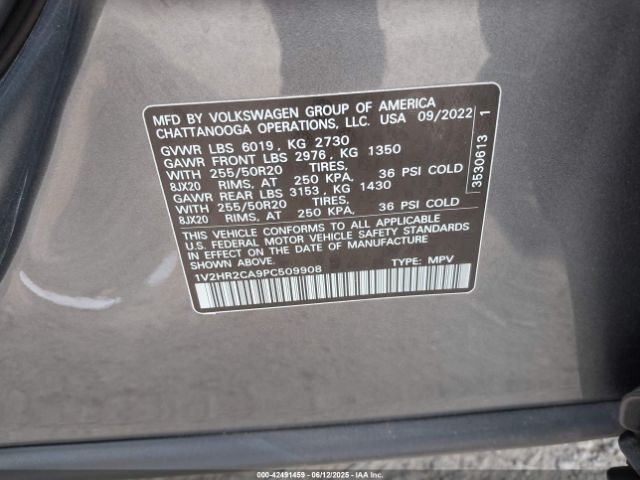 MFD BY VOLKSWAGEN GROUP OF AMERICA
CHATTANOOGA OPERATIONS, LLC. USA 09/2022
GVWR LBS 6019, KG 2730
GAWR FRONT LBS 2976, KG 1350
WITH 255/50R20 TIRES,
8JX20 RIMS, AT 250 KPA, 36 PSI COLD
GAWR REAR LBS 3153, KG 1430
WITH 255/50R20 TIRES,
8JX20 RIMS, AT 250 KPA, 36 PSI COLD
THIS VEHICLE CONFORMS TO ALL APPLICABLE
U.S. FEDERAL MOTOR VEHICLE SAFETY STANDARDS
IN EFFECT ON THE DATE OF MANUFACTURE
SHOWN ABOVE.
1V2HR2CA9PC509908 TYPE: MPV
3530613 1
000-42491459 - 06/12/2025 - IAAI.COM